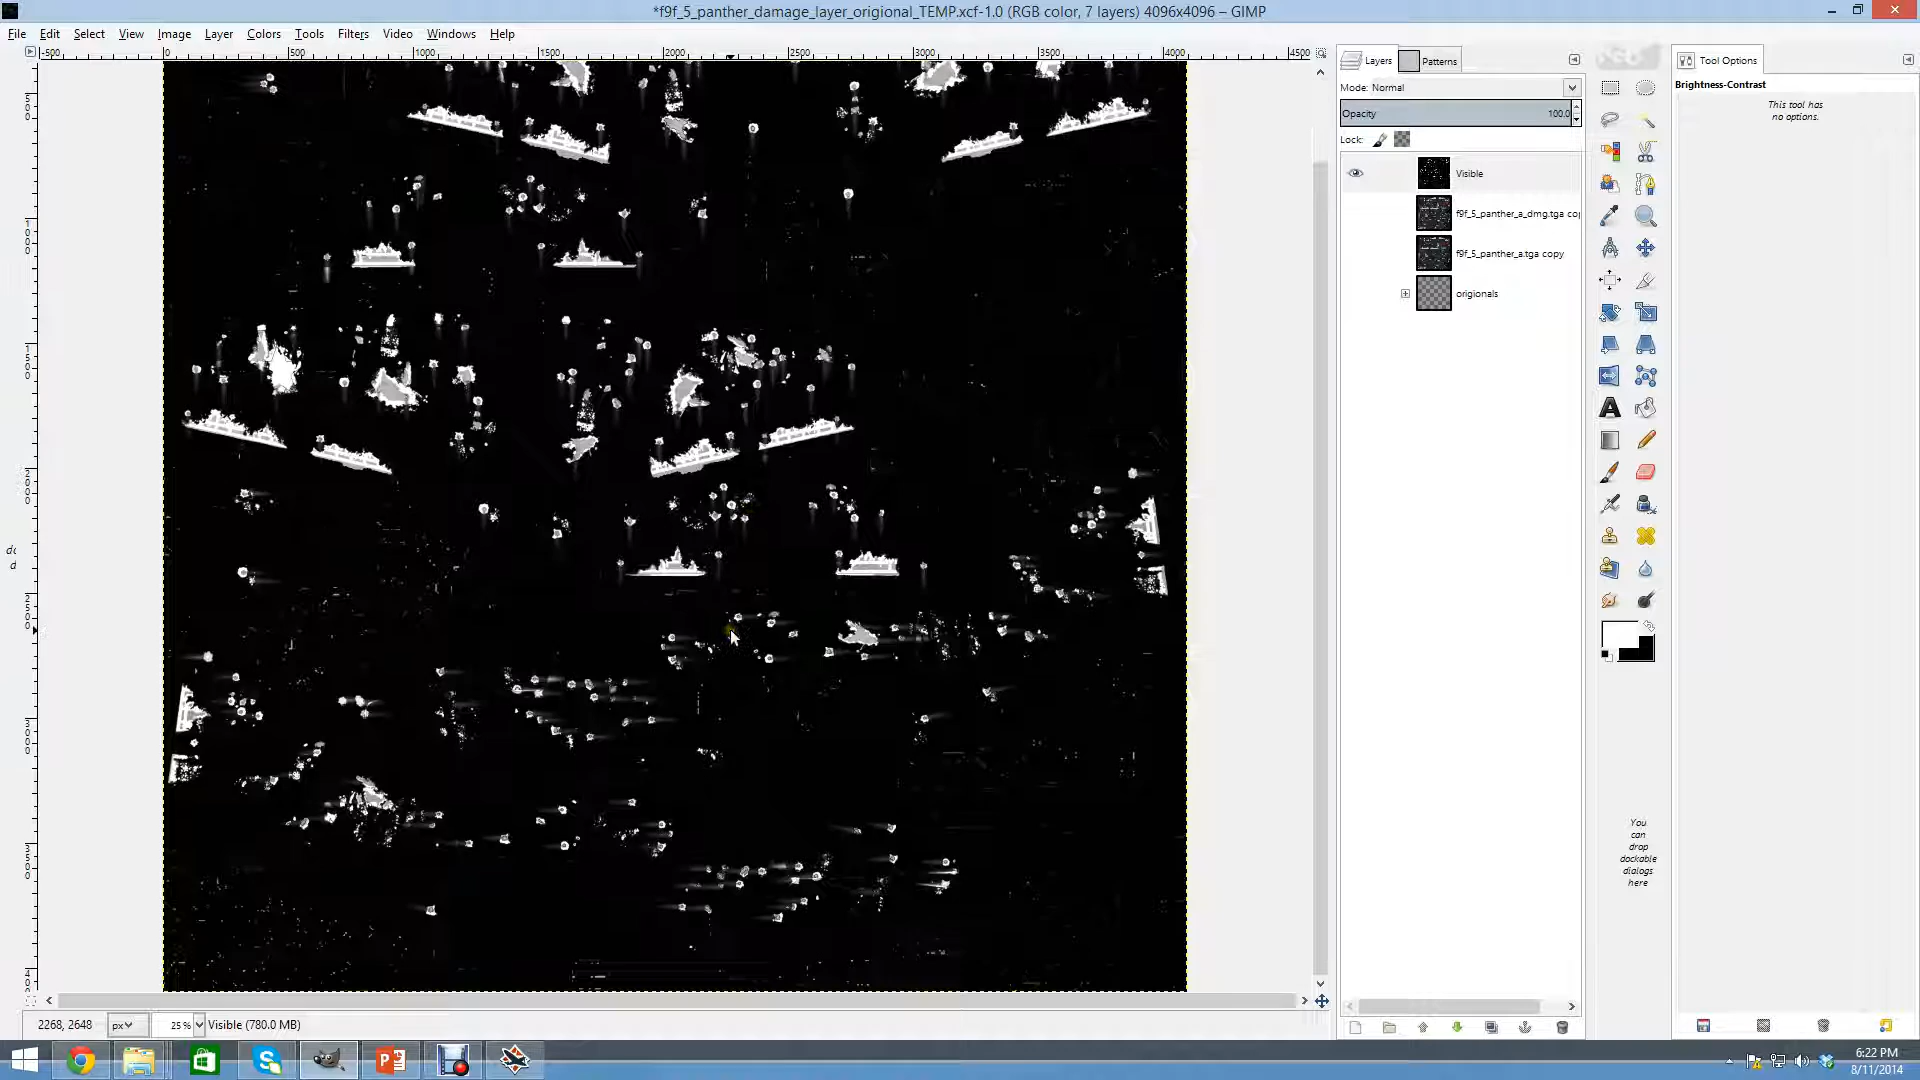 *f9f_5_panther_damage_layer_origional_TEMP.xcf-1.0 (RGB color, 7 layers) 4096x4096 – GIMP
File Edit Select View Image Layer Colors Filters Tools Video Windows Help
-500 0 500 1000 1500 2000 2500 3000 3500 4000 4500
Layers Patterns
Tool Options
Mode: Normal
Brightness-Contrast
This tool has
no options.
Opacity 100.0
Lock:
Visible
f9f_5_panther_a_dmg.tga cop
f9f_5_panther_a.tga copy
origionals
You
can
drop
dockable
dialogs
here
2268, 2648 px 25 % Visible (780.0 MB)
6:22 PM
8/11/2014